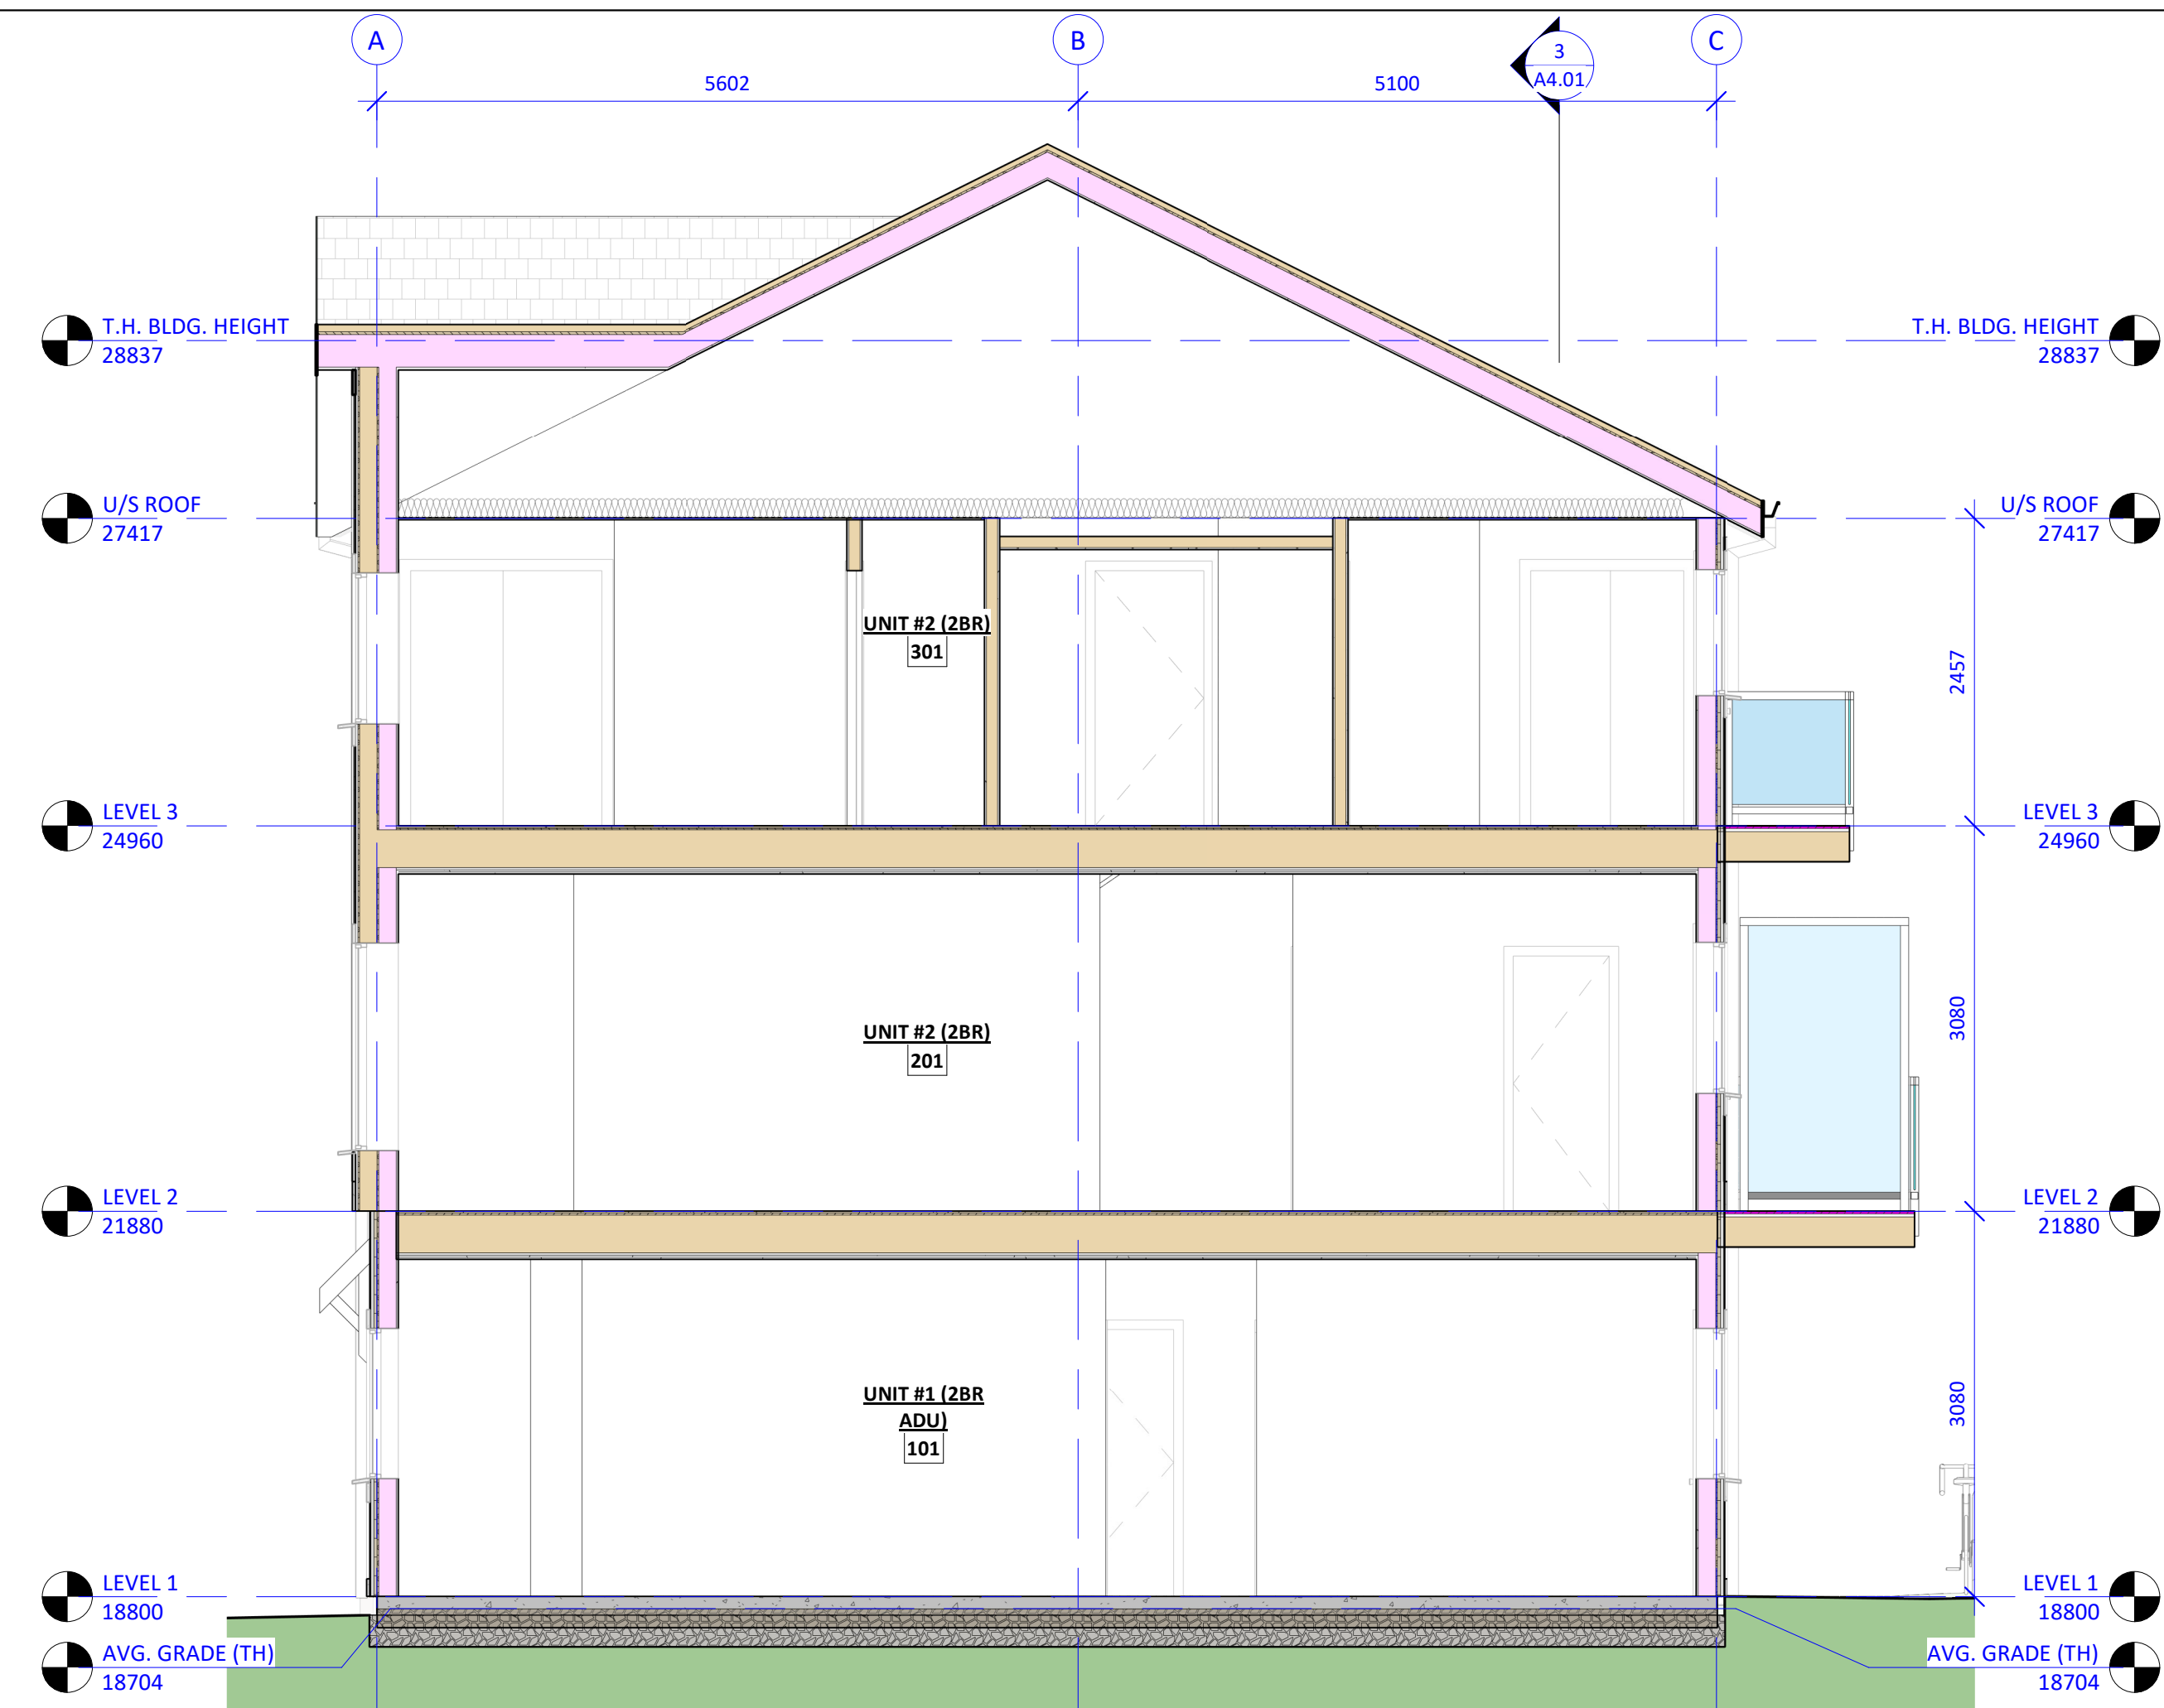 A
B
C
3
A4.01
5602
5100
T.H. BLDG. HEIGHT
28837
T.H. BLDG. HEIGHT
28837
U/S ROOF
27417
U/S ROOF
27417
UNIT #2 (2BR)
301
2457
LEVEL 3
24960
LEVEL 3
24960
UNIT #2 (2BR)
201
3080
LEVEL 2
21880
LEVEL 2
21880
UNIT #1 (2BR
ADU)
101
3080
LEVEL 1
18800
LEVEL 1
18800
AVG. GRADE (TH)
18704
AVG. GRADE (TH)
18704